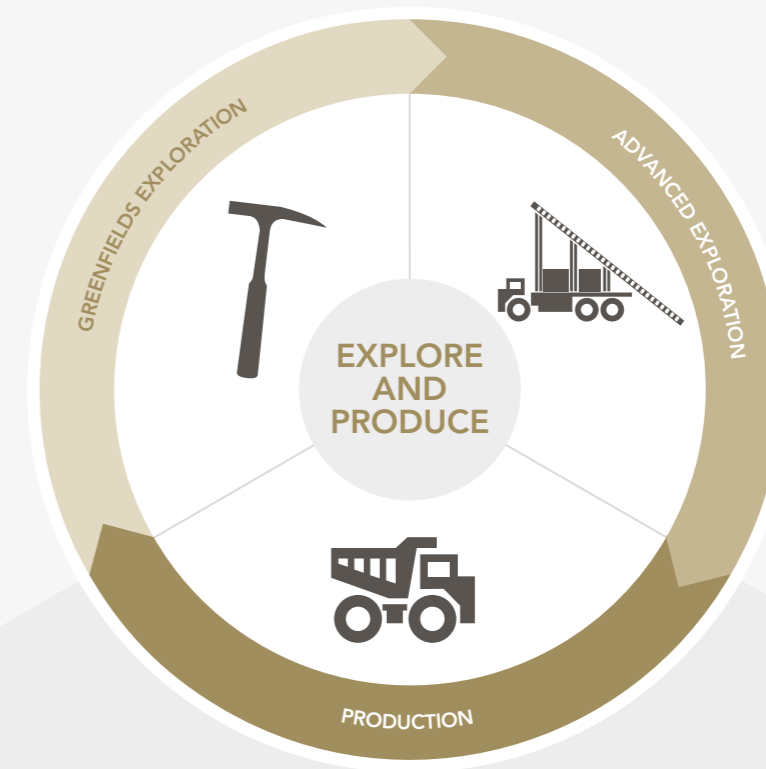 GREENFIELDS EXPLORATION
ADVANCED EXPLORATION
EXPLORE
AND
PRODUCE
PRODUCTION